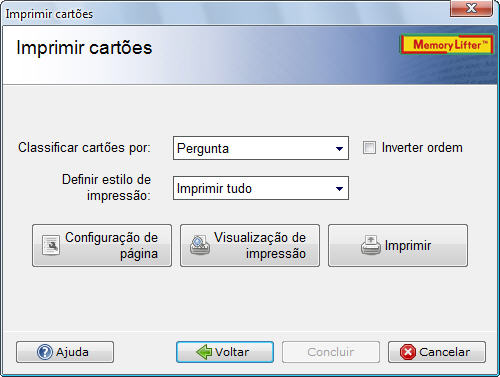 Imprimir cartões
Imprimir cartões
MemoryLifter™
Classificar cartões por:
Pergunta
Inverter ordem
Definir estilo de
impressão:
Imprimir tudo
Configuração de
página
Visualização de
impressão
Imprimir
Ajuda
Voltar
Concluir
Cancelar